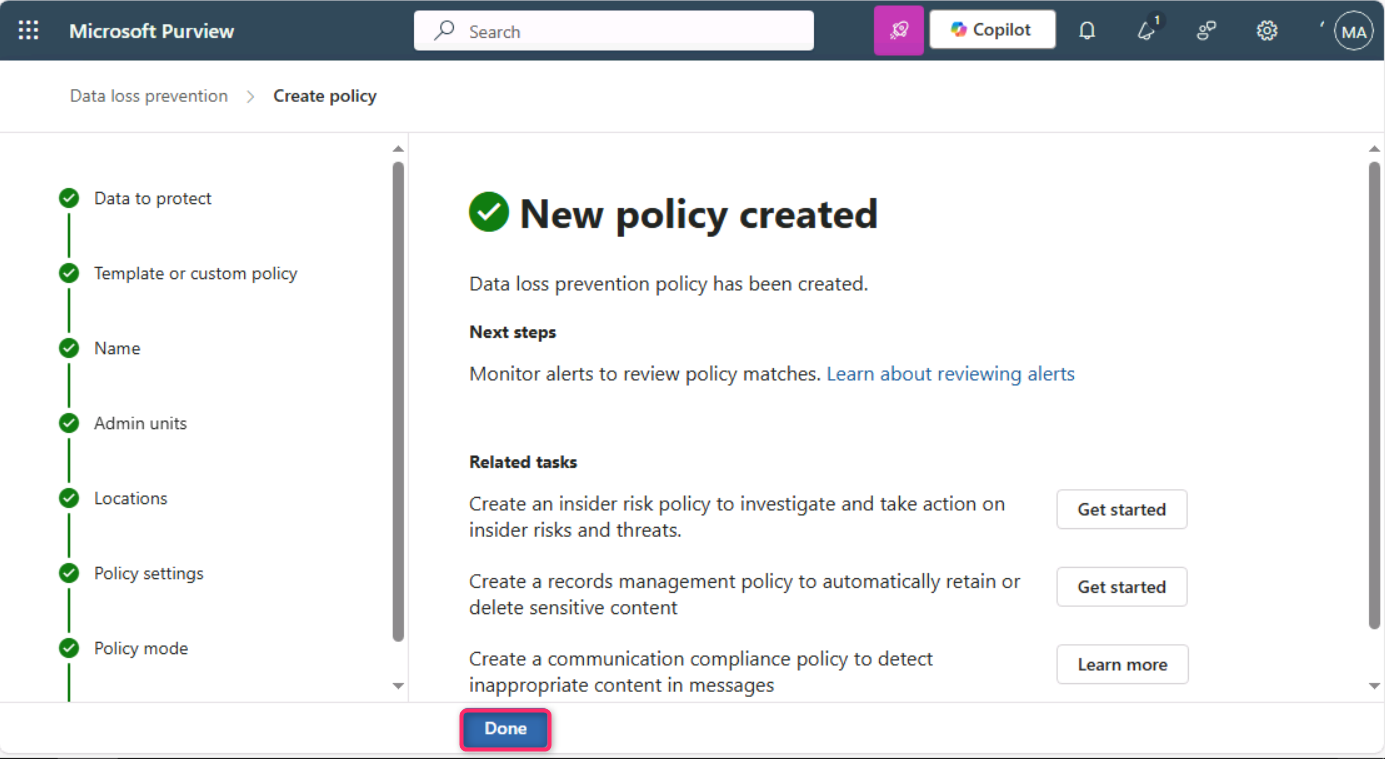 Microsoft Purview
Search
Copilot
1
MA
Data loss prevention > Create policy
Data to protect
Template or custom policy
Name
Admin units
Locations
Policy settings
Policy mode
New policy created
Data loss prevention policy has been created.
Next steps
Monitor alerts to review policy matches. Learn about reviewing alerts
Related tasks
Create an insider risk policy to investigate and take action on
insider risks and threats.
Get started
Create a records management policy to automatically retain or
delete sensitive content
Get started
Create a communication compliance policy to detect
inappropriate content in messages
Learn more
Done